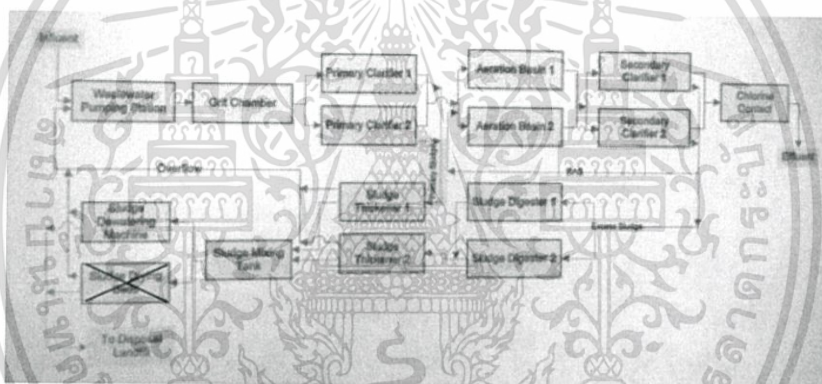 Influent
Wastewater
Pumping Station
Grit Chamber
Primary Clarifier 1
Primary Clarifier 2
Aeration Basin 1
Aeration Basin 2
Secondary
Clarifier 1
Secondary
Clarifier 2
Chlorine
Contact
Effluent
Overflow
RAS
Sludge
Dewatering
Machine
Sludge Drying
Sludge Mixing
Tank
Sludge
Thickener 1
Sludge
Thickener 2
Sludge Digester 1
Sludge Digester 2
Excess Sludge
To Disposal
Landfill